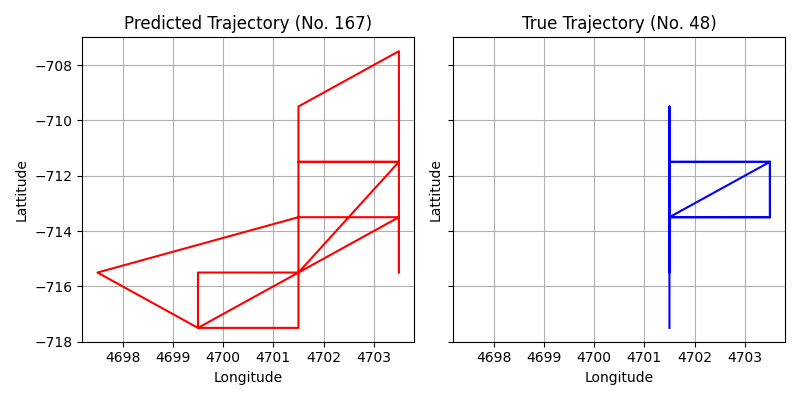 Predicted Trajectory (No. 167)
True Trajectory (No. 48)
Lattitude
−708
−710
−712
−714
−716
−718
4698 4699 4700 4701 4702 4703
Longitude
Lattitude
4698 4699 4700 4701 4702 4703
Longitude